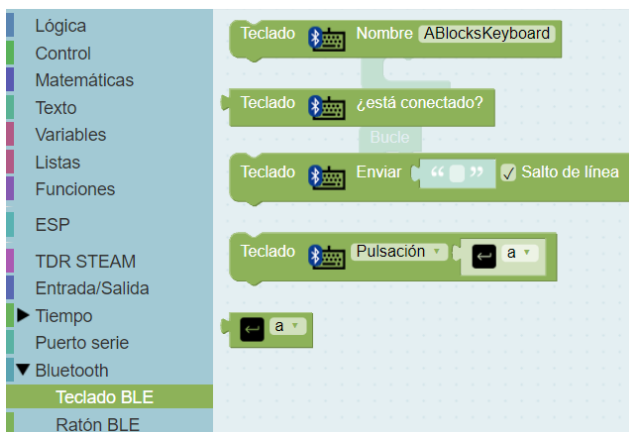 Lógica
Control
Matemáticas
Texto
Variables
Listas
Funciones
ESP
TDR STEAM
Entrada/Salida
Tiempo
Puerto serie
Bluetooth
Teclado BLE
Ratón BLE
Teclado Nombre ABlocksKeyboard
Teclado ¿está conectado?
Bucle
Teclado Enviar “ ” Salto de línea
Teclado Pulsación a
a